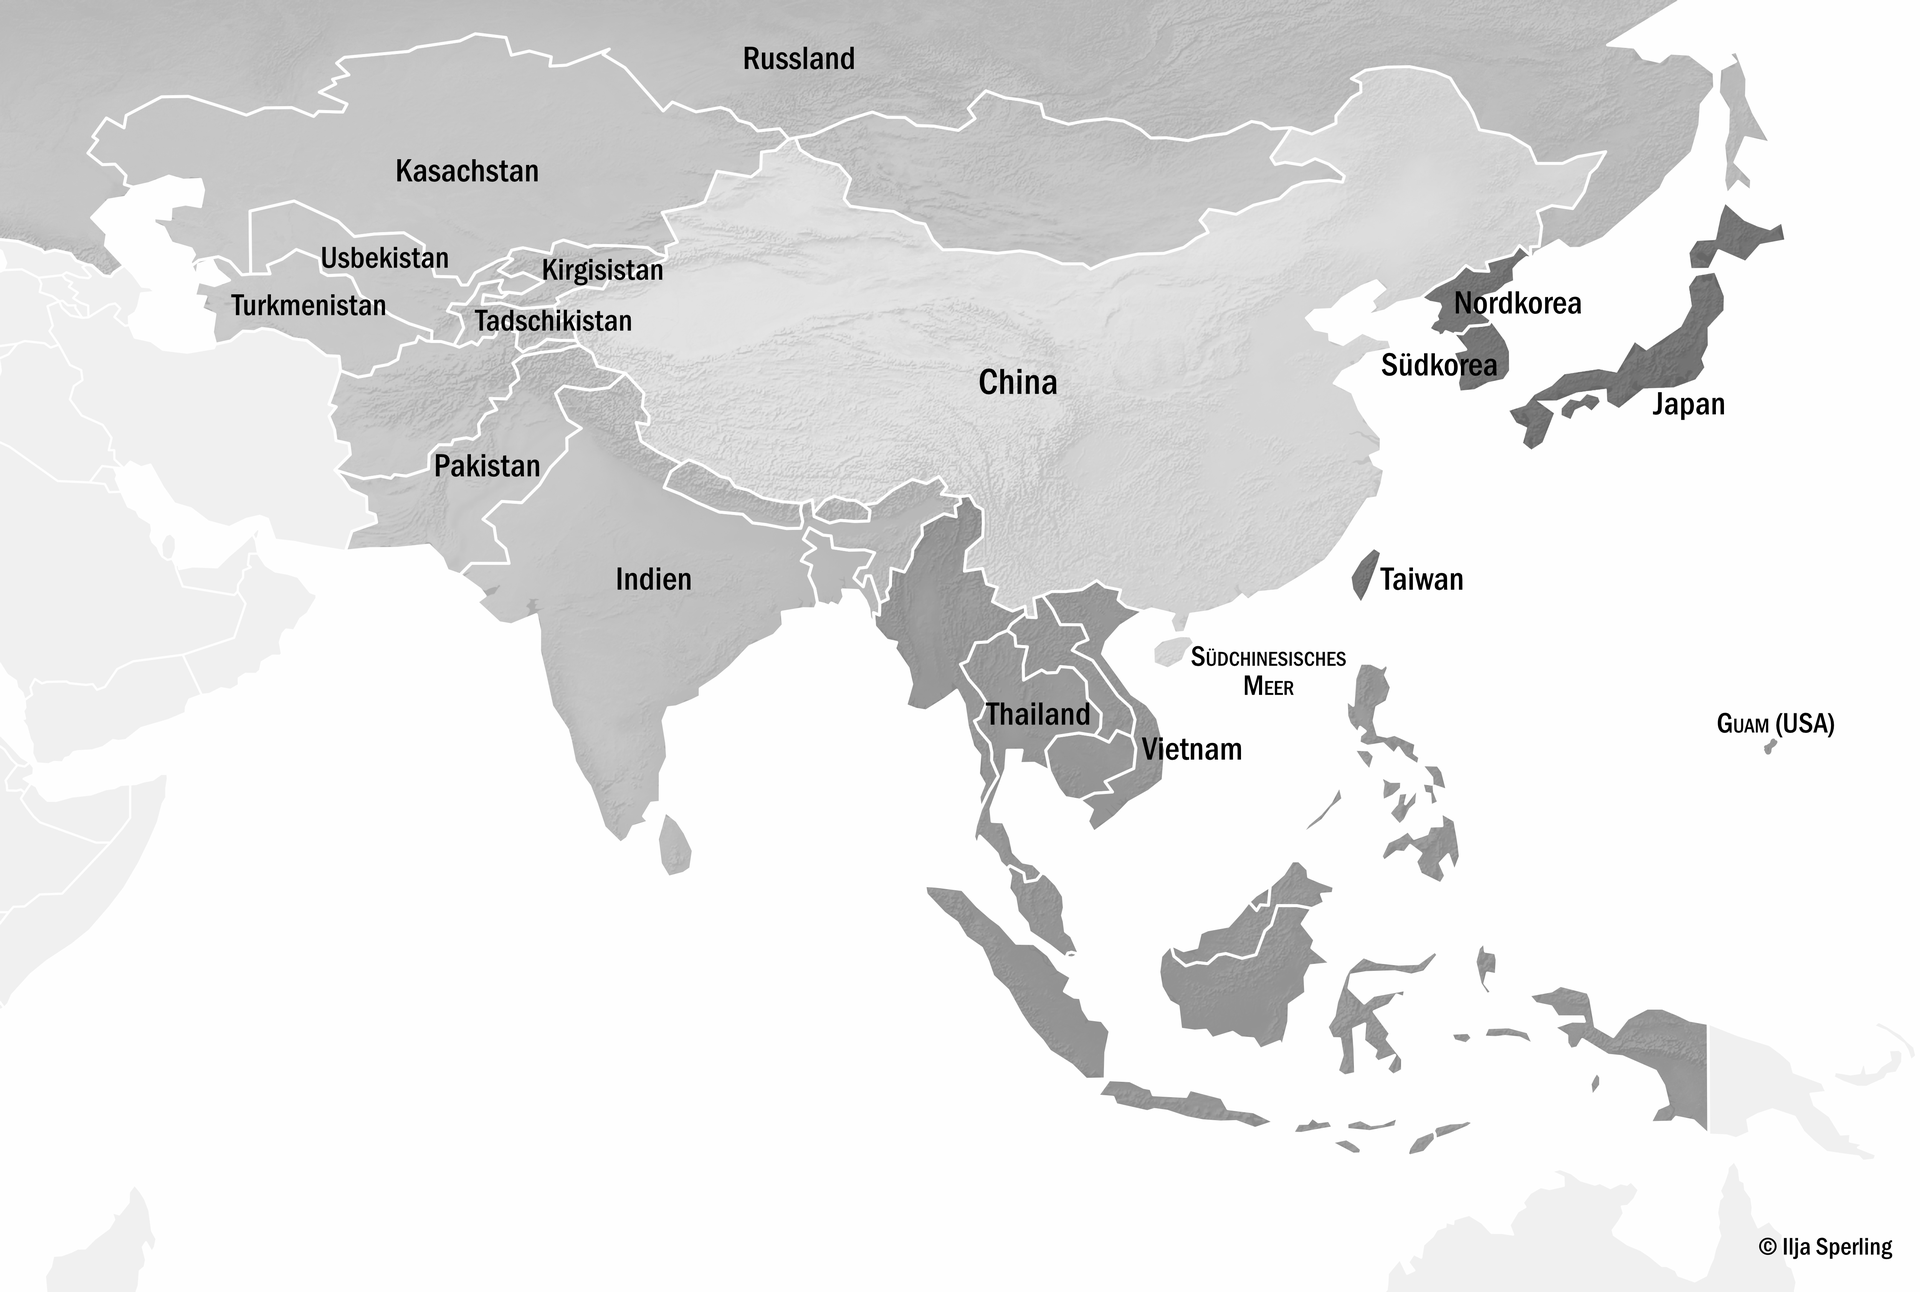 Russland
Kasachstan
Usbekistan
Kirgisistan
Turkmenistan
Tadschikistan
Nordkorea
Südkorea
China
Japan
Pakistan
Indien
Taiwan
Südchinesisches
Meer
Thailand
Guam (USA)
Vietnam
© Ilja Sperling